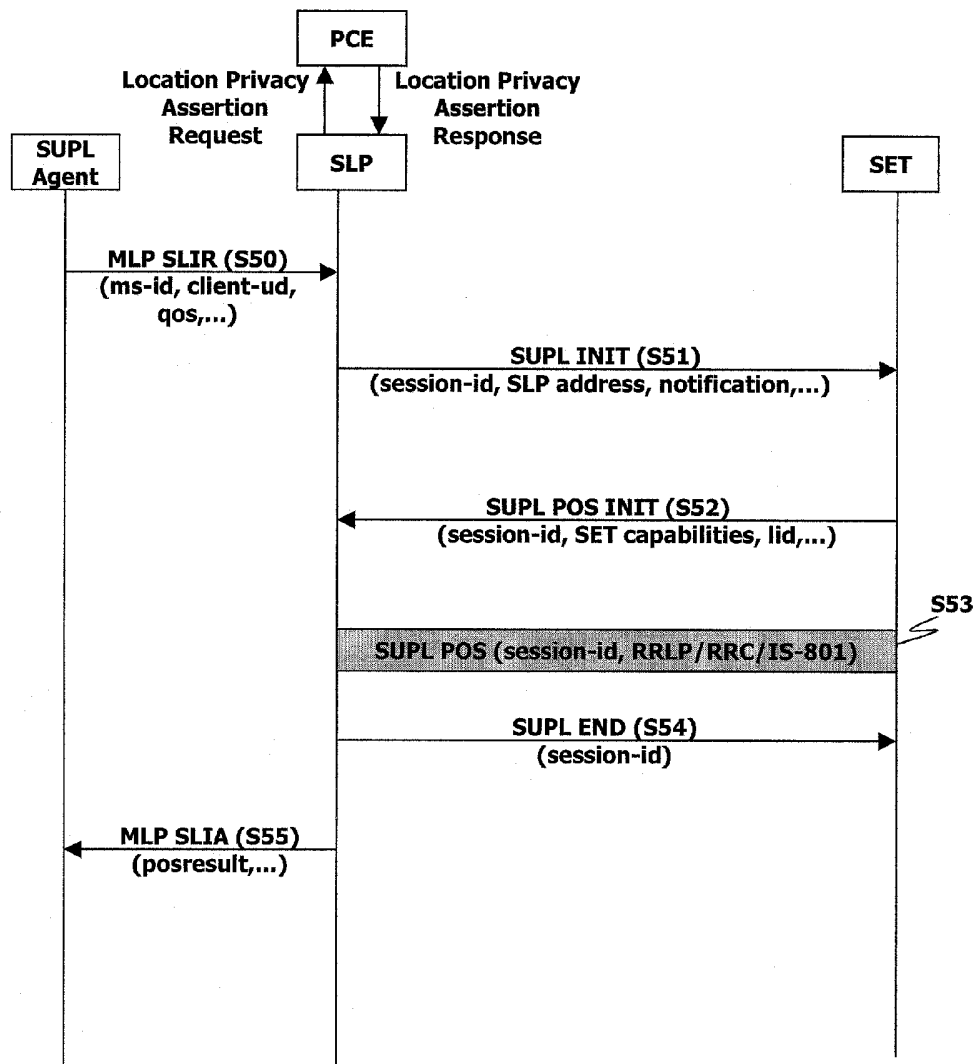 PCE
Location Privacy
Assertion
Request
Location Privacy
Assertion
Response
SUPL
Agent
SLP
SET
MLP SLIR (S50)
(ms-id, client-ud,
qos,...)
SUPL INIT (S51)
(session-id, SLP address, notification,...)
SUPL POS INIT (S52)
(session-id, SET capabilities, lid,...)
S53
SUPL POS (session-id, RRLP/RRC/IS-801)
SUPL END (S54)
(session-id)
MLP SLIA (S55)
(posresult,...)